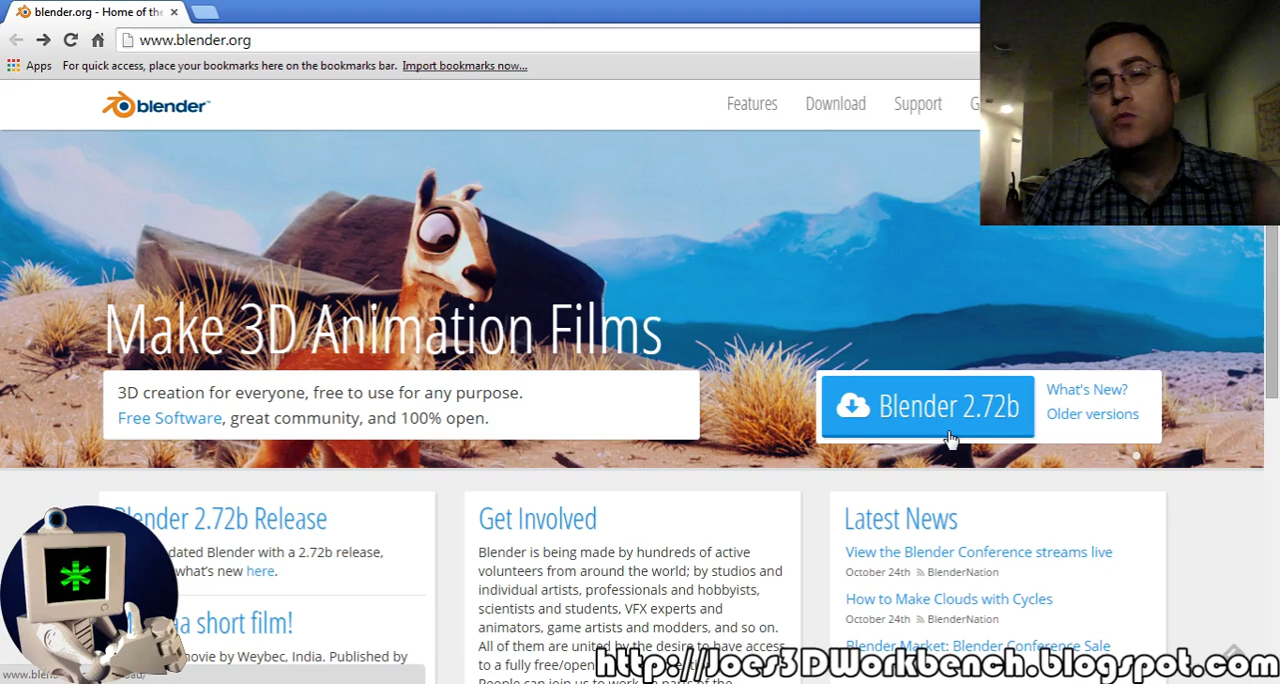 blender.org - Home of the
www.blender.org
Apps For quick access, place your bookmarks here on the bookmarks bar. Import bookmarks now...
blender
Features Download Support
Make 3D Animation Films
3D creation for everyone, free to use for any purpose.
Free Software, great community, and 100% open.
Blender 2.72b
What's New?
Older versions
Blender 2.72b Release
dated Blender with a 2.72b release,
what's new here.
a short film!
movie by Weybec, India. Published by
Get Involved
Blender is being made by hundreds of active
volunteers from around the world; by studios and
individual artists, professionals and hobbyists,
scientists and students, VFX experts and
animators, game artists and modders, and so on.
All of them are united by the desire to have access
to a fully free/open
Latest News
View the Blender Conference streams live
October 24th BlenderNation
How to Make Clouds with Cycles
October 24th BlenderNation
Blender Market: Blender Conference Sale
http://Joes3DWorkbench.blogspot.com